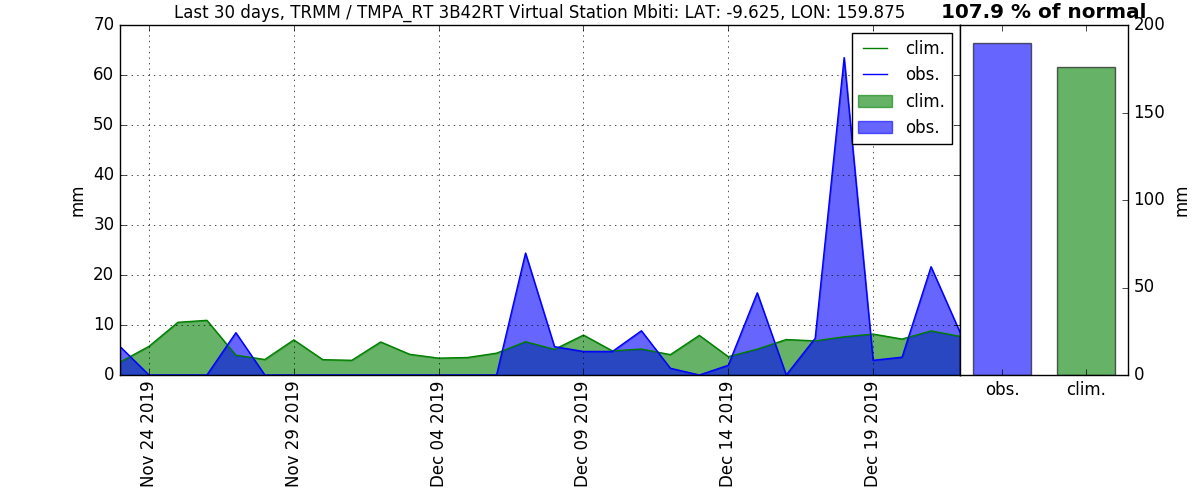 Last 30 days, TRMM / TMPA_RT 3B42RT Virtual Station Mbiti: LAT: -9.625, LON: 159.875
107.9 % of normal
70
60
50
40
30
20
10
0
mm
clim.
obs.
clim.
obs.
200
150
100
50
0
mm
Nov 24 2019
Nov 29 2019
Dec 04 2019
Dec 09 2019
Dec 14 2019
Dec 19 2019
obs.
clim.